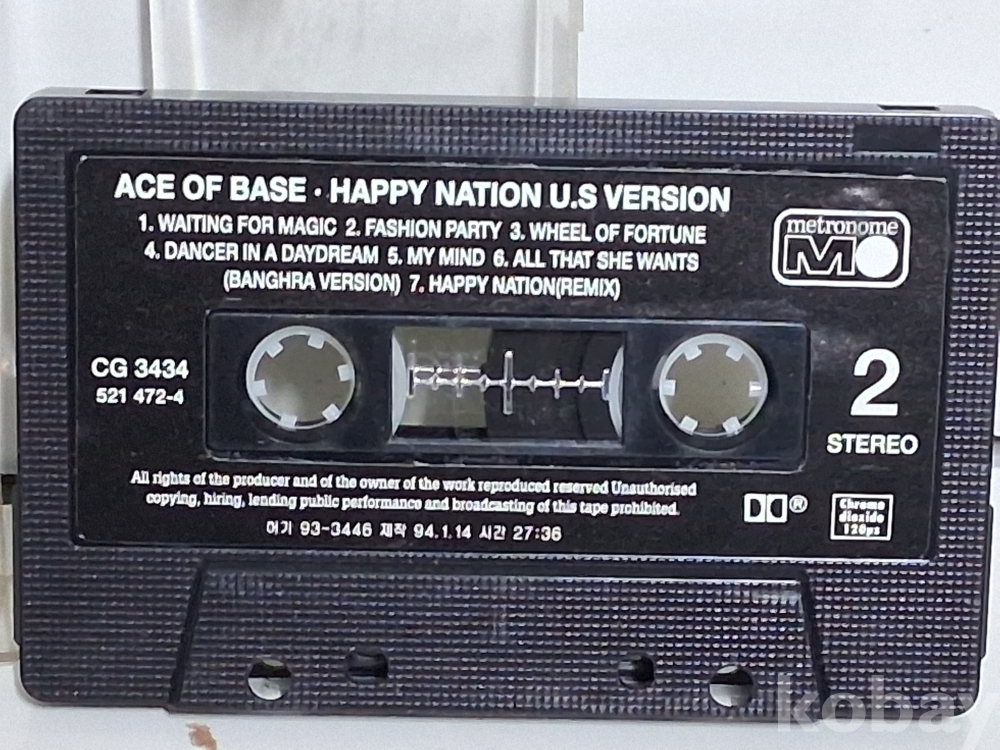 ACE OF BASE · HAPPY NATION U.S VERSION
1. WAITING FOR MAGIC 2. FASHION PARTY 3. WHEEL OF FORTUNE
4. DANCER IN A DAYDREAM 5. MY MIND 6. ALL THAT SHE WANTS
(BANGHRA VERSION) 7. HAPPY NATION(REMIX)
metronome
M
CG 3434
521 472-4
2
STEREO
All rights of the producer and of the owner of the work reproduced reserved Unauthorised
copying, hiring, lending public performance and broadcasting of this tape prohibited.
®
Chrome
dioxide
120µs
여기 93-3446 제작 94.1.14 시간 27:36
kobay